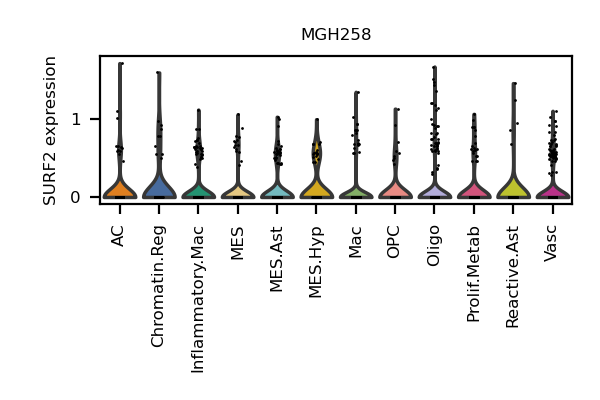 MGH258
SURF2 expression
1
0
AC
Chromatin.Reg
Inflammatory.Mac
MES
MES.Ast
MES.Hyp
Mac
OPC
Oligo
Prolif.Metab
Reactive.Ast
Vasc